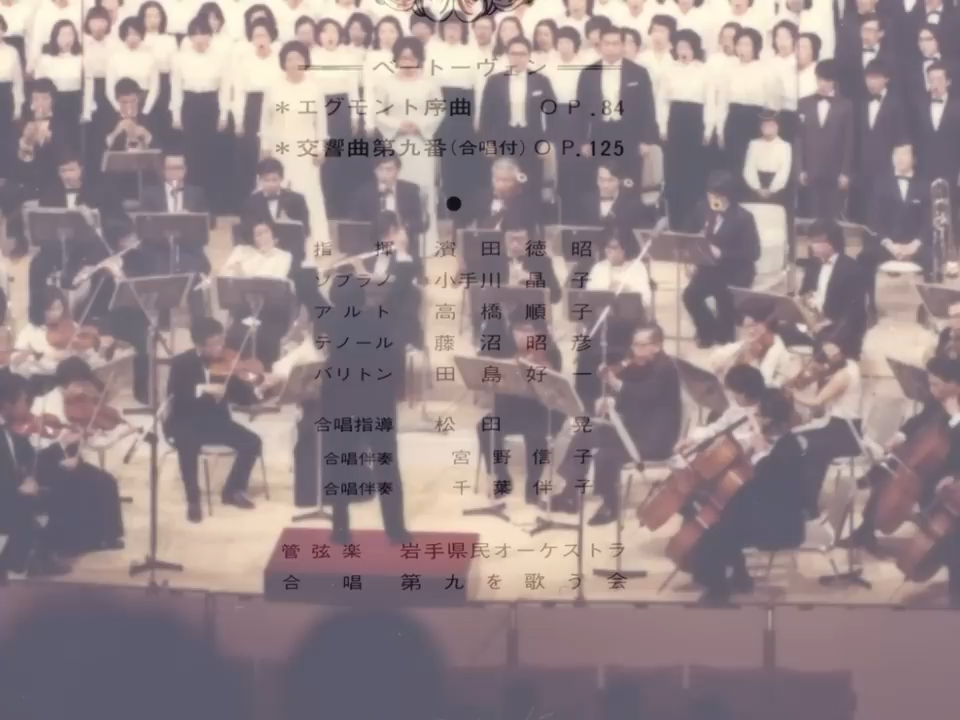 ベートーヴェン
＊エグモント序曲 ＯＰ.84
＊交響曲第九番(合唱付)ＯＰ.125
指揮 濱田徳昭
ソプラノ 小手川晶子
アルト 高橋順子
テノール 藤沼昭彦
バリトン 田島好一
合唱指導 松田晃
合唱伴奏 宮野信子
合唱伴奏 千葉伴子
管弦楽 岩手県民オーケストラ
合唱 第九を歌う会